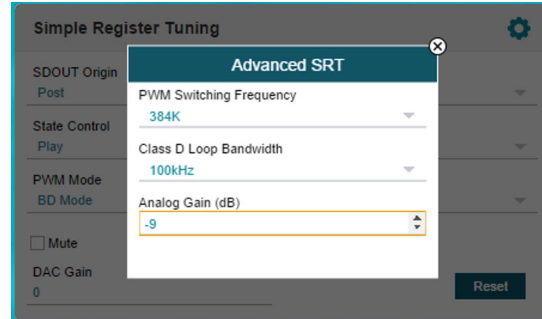 Simple Register Tuning
SDOUT Origin
Post
State Control
Play
PWM Mode
BD Mode
Mute
DAC Gain
0
Reset
Advanced SRT
PWM Switching Frequency
384K
Class D Loop Bandwidth
100kHz
Analog Gain (dB)
-9